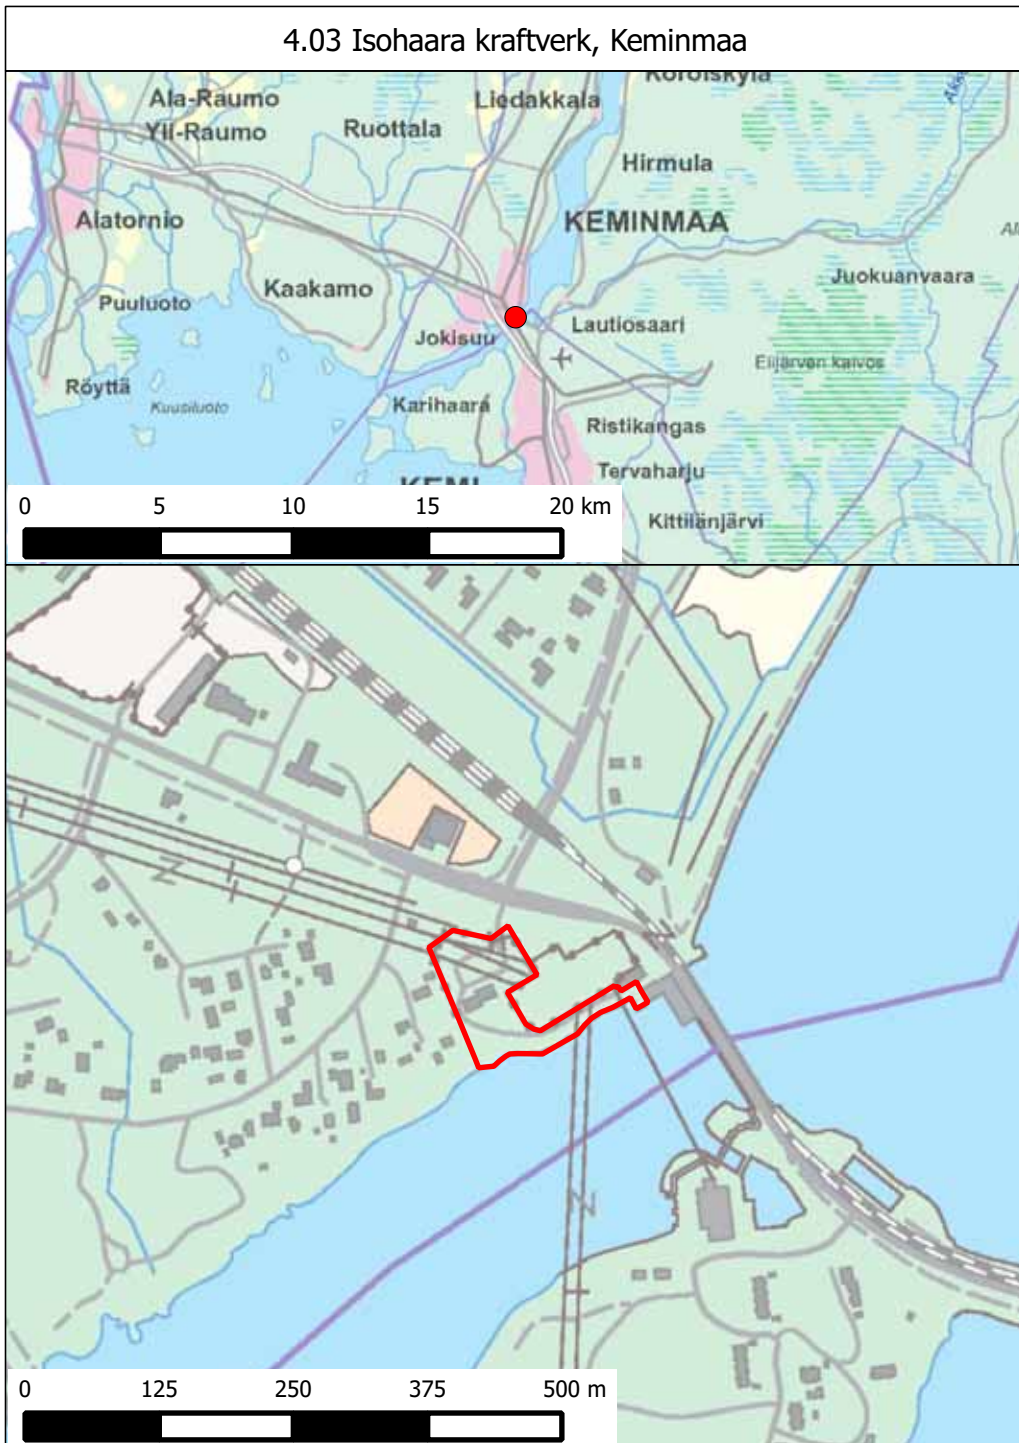 4.03 Isohaara kraftverk, Keminmaa
Koroiskylä
Ala-Raumo
Liedakkala
Yli-Raumo
Ruottala
Hirmula
Alatornio
KEMINMAA
Kaakamo
Juokuanvaara
Puuluoto
Jokisuu
Lautiosaari
Elijärven kaivos
Röyttä
Kuusiluoto
Karihaara
Ristikangas
Tervaharju
KEMI
Kittilänjärvi
0 5 10 15 20 km
0 125 250 375 500 m